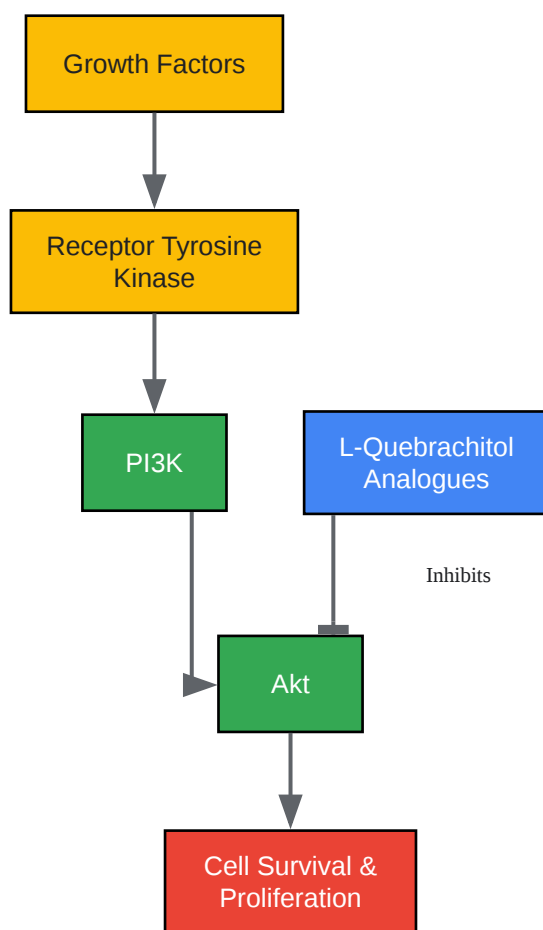 Growth Factors
Receptor Tyrosine
Kinase
PI3K
L-Quebrachitol
Analogues
Inhibits
Akt
Cell Survival &
Proliferation